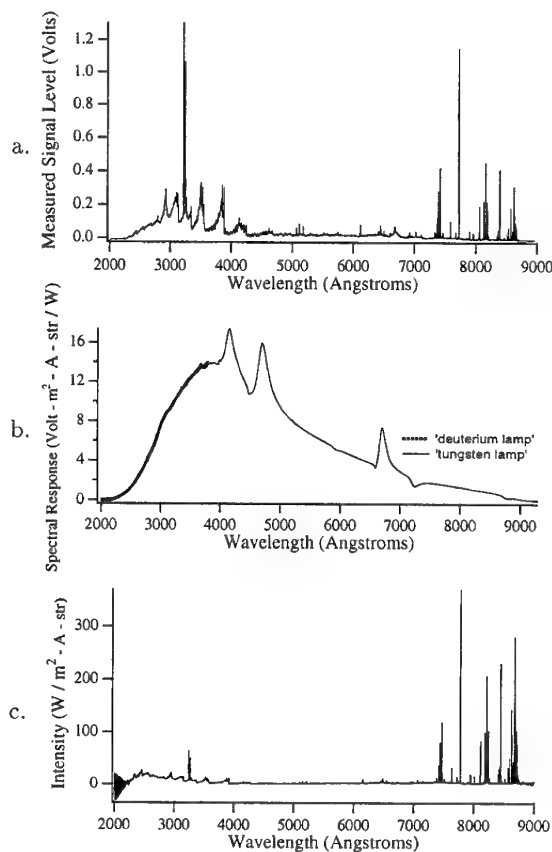 a.
Measured Signal Level (Volts)
1.2
1.0
0.8
0.6
0.4
0.2
0.0
2000 3000 4000 5000 6000 7000 8000 9000
Wavelength (Angstroms)
b.
Spectral Response (Volt - m² - A - str / W)
16
12
8
4
0
'deuterium lamp'
'tungsten lamp'
2000 3000 4000 5000 6000 7000 8000 9000
Wavelength (Angstroms)
c.
Intensity (W / m² - A - str)
300
200
100
0
2000 3000 4000 5000 6000 7000 8000 9000
Wavelength (Angstroms)